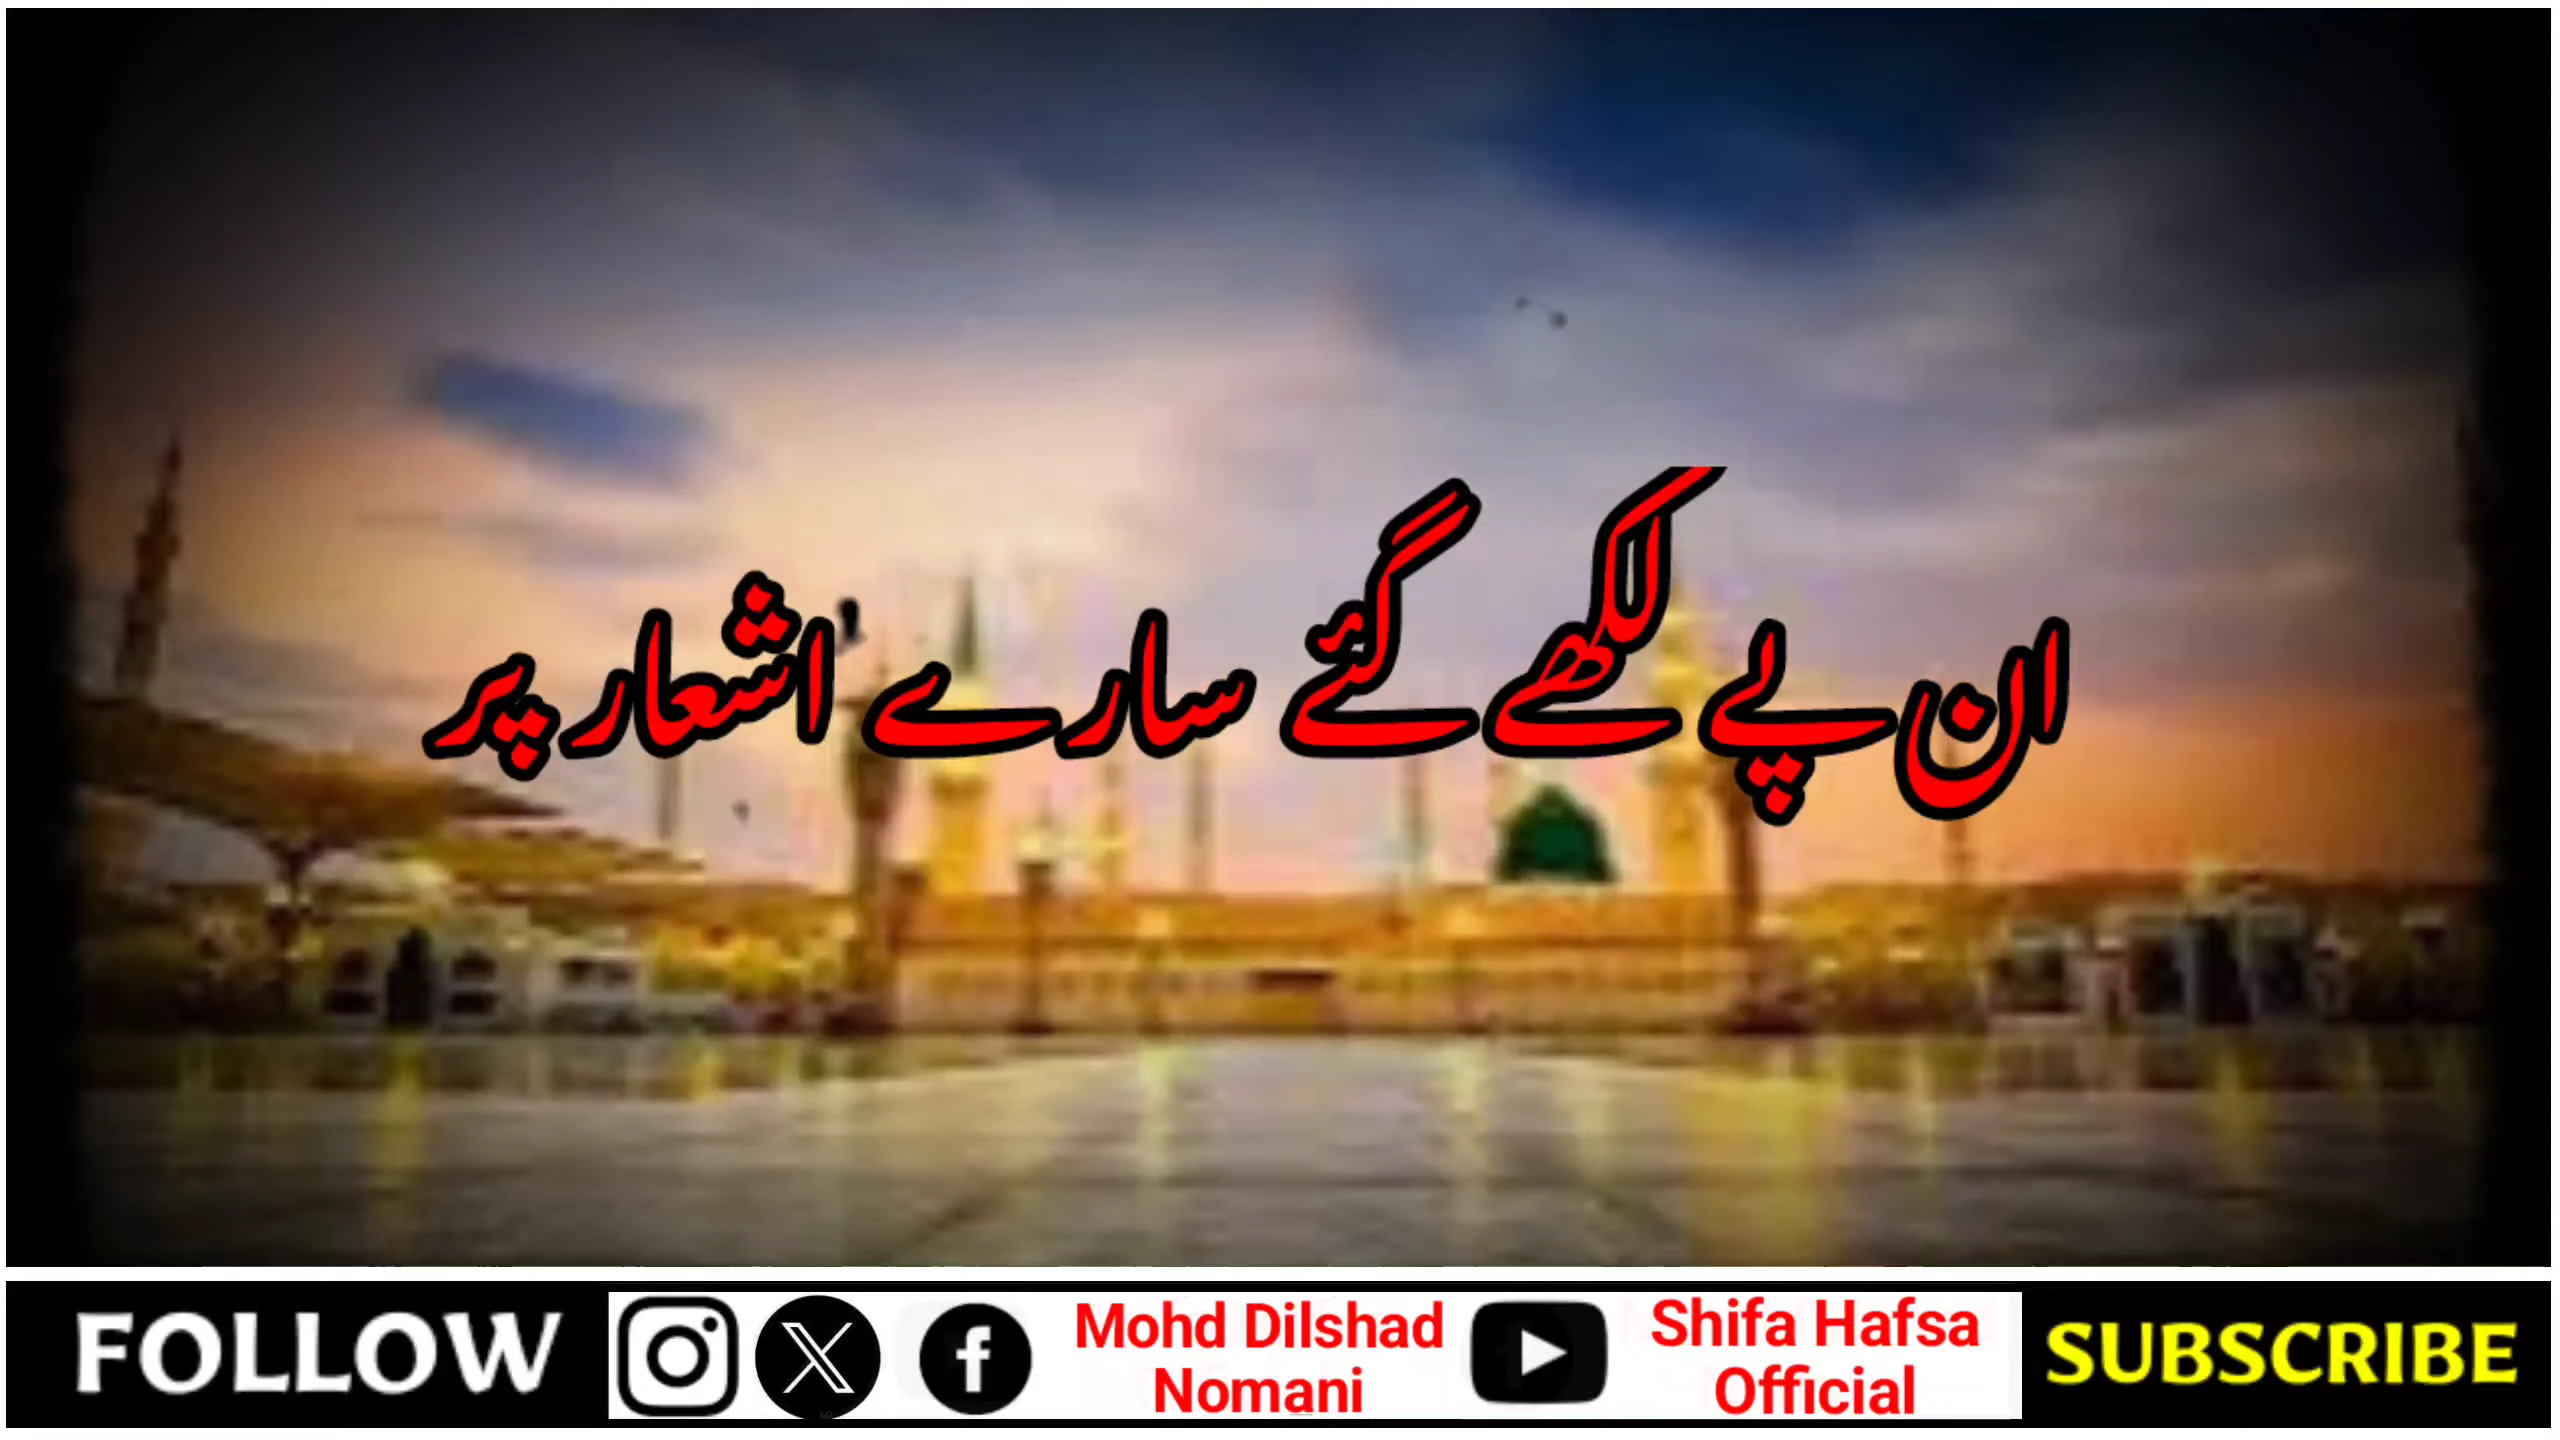 ان پے لکھے گئے سارے اشعار پر
FOLLOW
Mohd Dilshad
Nomani
Shifa Hafsa
Official
SUBSCRIBE